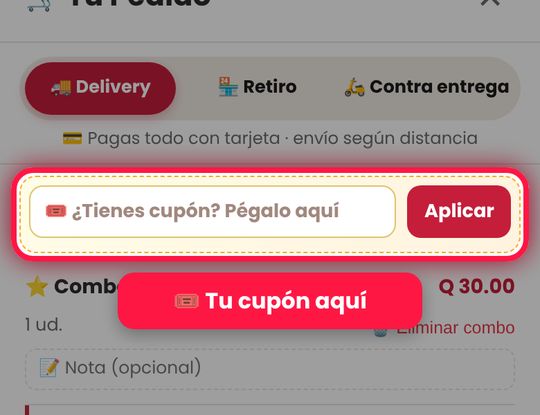 Tu Pedido
Delivery
Retiro
Contra entrega
Pagas todo con tarjeta · envío según distancia
¿Tienes cupón? Pégalo aquí
Aplicar
Comb
Q 30.00
Tu cupón aquí
1 ud.
Eliminar combo
Nota (opcional)